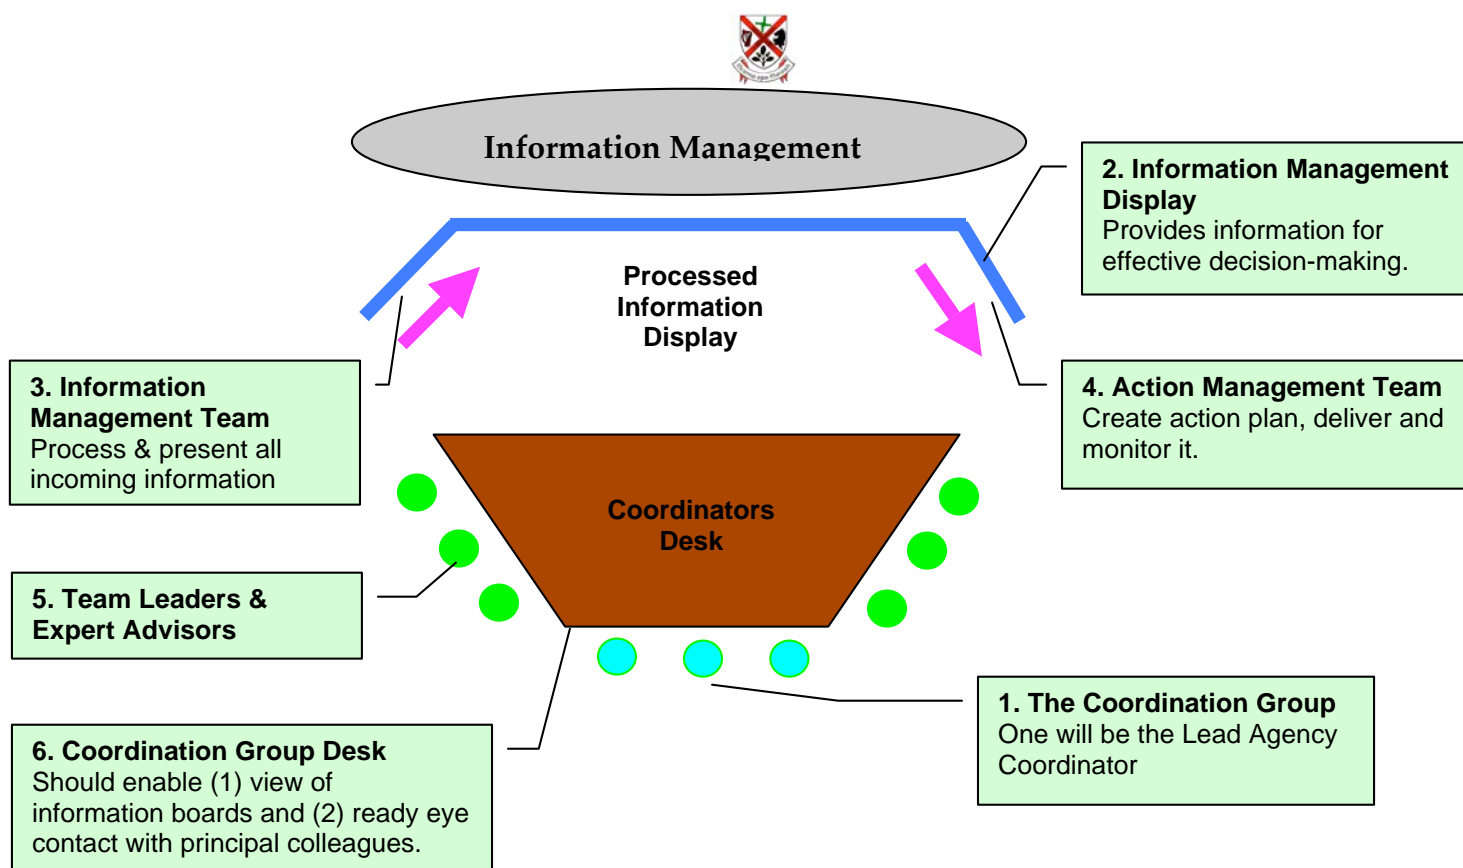 Information Management
2. Information Management
Display
Provides information for
effective decision-making.
Processed
Information
Display
3. Information
Management Team
Process & present all
incoming information
4. Action Management Team
Create action plan, deliver and
monitor it.
Coordinators
Desk
5. Team Leaders &
Expert Advisors
1. The Coordination Group
One will be the Lead Agency
Coordinator
6. Coordination Group Desk
Should enable (1) view of
information boards and (2) ready eye
contact with principal colleagues.